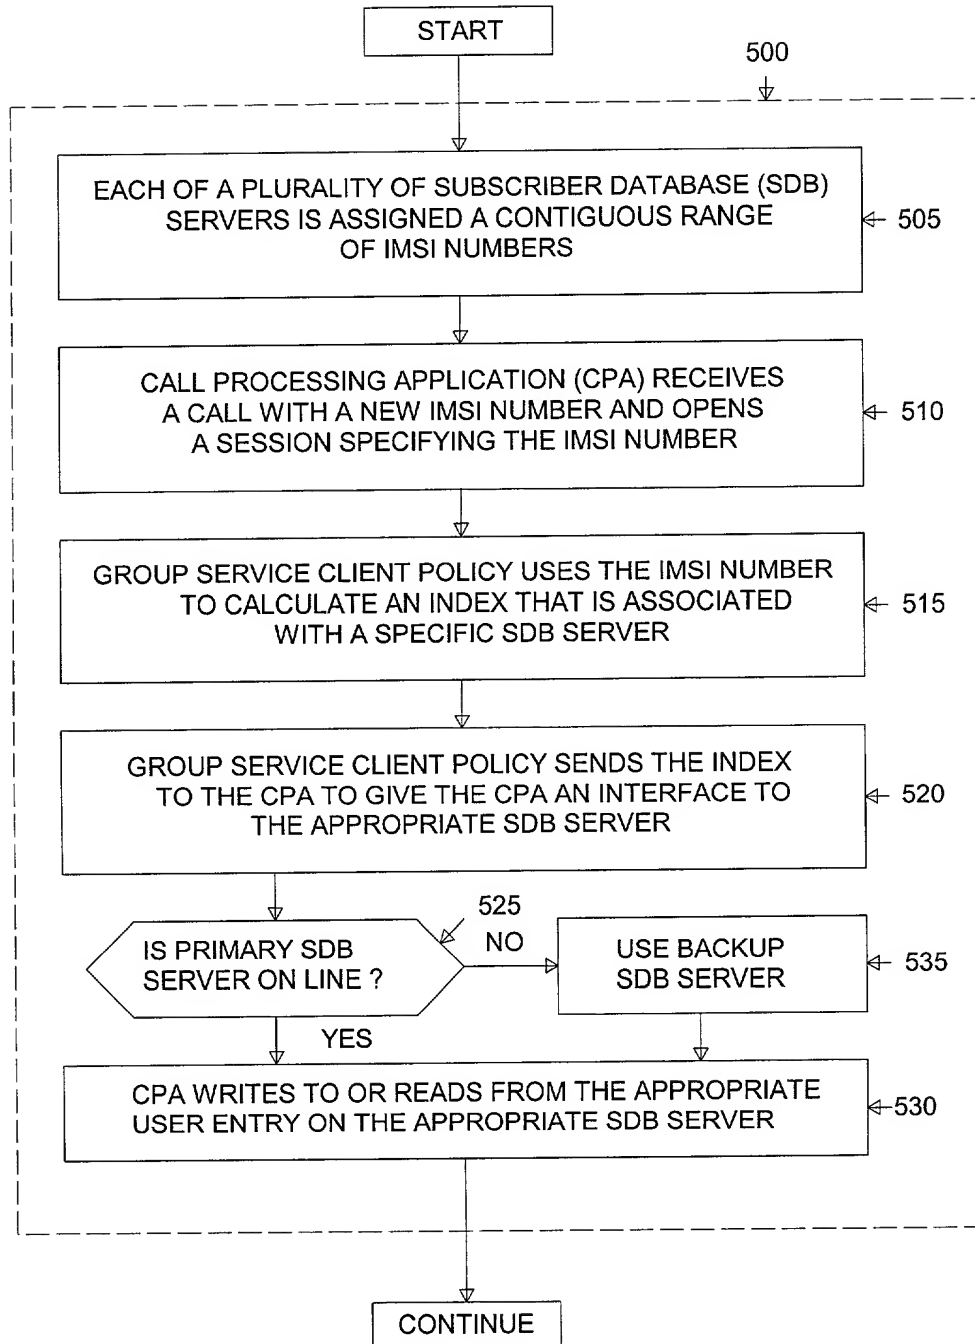 START
500
EACH OF A PLURALITY OF SUBSCRIBER DATABASE (SDB)
SERVERS IS ASSIGNED A CONTIGUOUS RANGE
OF IMSI NUMBERS
505
CALL PROCESSING APPLICATION (CPA) RECEIVES
A CALL WITH A NEW IMSI NUMBER AND OPENS
A SESSION SPECIFYING THE IMSI NUMBER
510
GROUP SERVICE CLIENT POLICY USES THE IMSI NUMBER
TO CALCULATE AN INDEX THAT IS ASSOCIATED
WITH A SPECIFIC SDB SERVER
515
GROUP SERVICE CLIENT POLICY SENDS THE INDEX
TO THE CPA TO GIVE THE CPA AN INTERFACE TO
THE APPROPRIATE SDB SERVER
520
IS PRIMARY SDB
SERVER ON LINE ?
525
NO
USE BACKUP
SDB SERVER
535
YES
CPA WRITES TO OR READS FROM THE APPROPRIATE
USER ENTRY ON THE APPROPRIATE SDB SERVER
530
CONTINUE